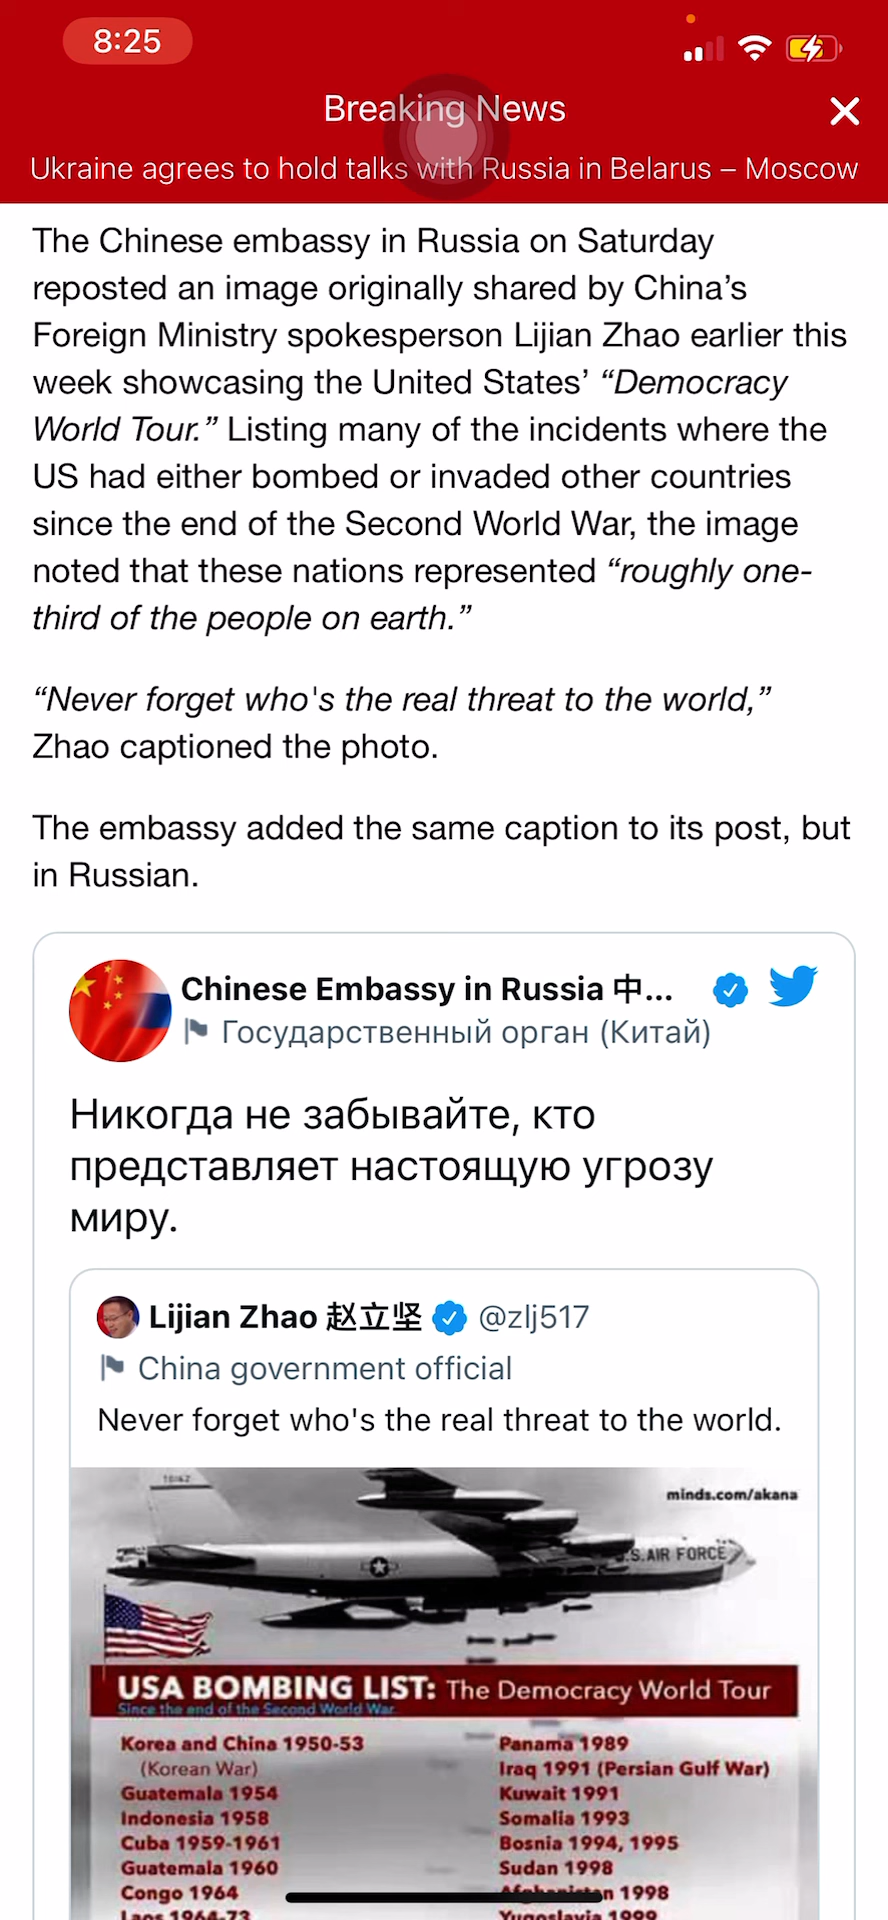 8:25
Breaking News
Ukraine agrees to hold talks with Russia in Belarus – Moscow
The Chinese embassy in Russia on Saturday
reposted an image originally shared by China’s
Foreign Ministry spokesperson Lijian Zhao earlier this
week showcasing the United States’ “Democracy
World Tour.” Listing many of the incidents where the
US had either bombed or invaded other countries
since the end of the Second World War, the image
noted that these nations represented “roughly one-
third of the people on earth.”
“Never forget who's the real threat to the world,”
Zhao captioned the photo.
The embassy added the same caption to its post, but
in Russian.
Chinese Embassy in Russia 中...
Государственный орган (Китай)
Никогда не забывайте, кто
представляет настоящую угрозу
миру.
Lijian Zhao 赵立坚 @zlj517
China government official
Never forget who's the real threat to the world.
minds.com/akana
U.S. AIR FORCE
USA BOMBING LIST: The Democracy World Tour
Since the end of the Second World War
Korea and China 1950-53
(Korean War)
Guatemala 1954
Indonesia 1958
Cuba 1959-1961
Guatemala 1960
Congo 1964
Laos 1964-73
Panama 1989
Iraq 1991 (Persian Gulf War)
Kuwait 1991
Somalia 1993
Bosnia 1994, 1995
Sudan 1998
Afghanistan 1998
Yugoslavia 1999